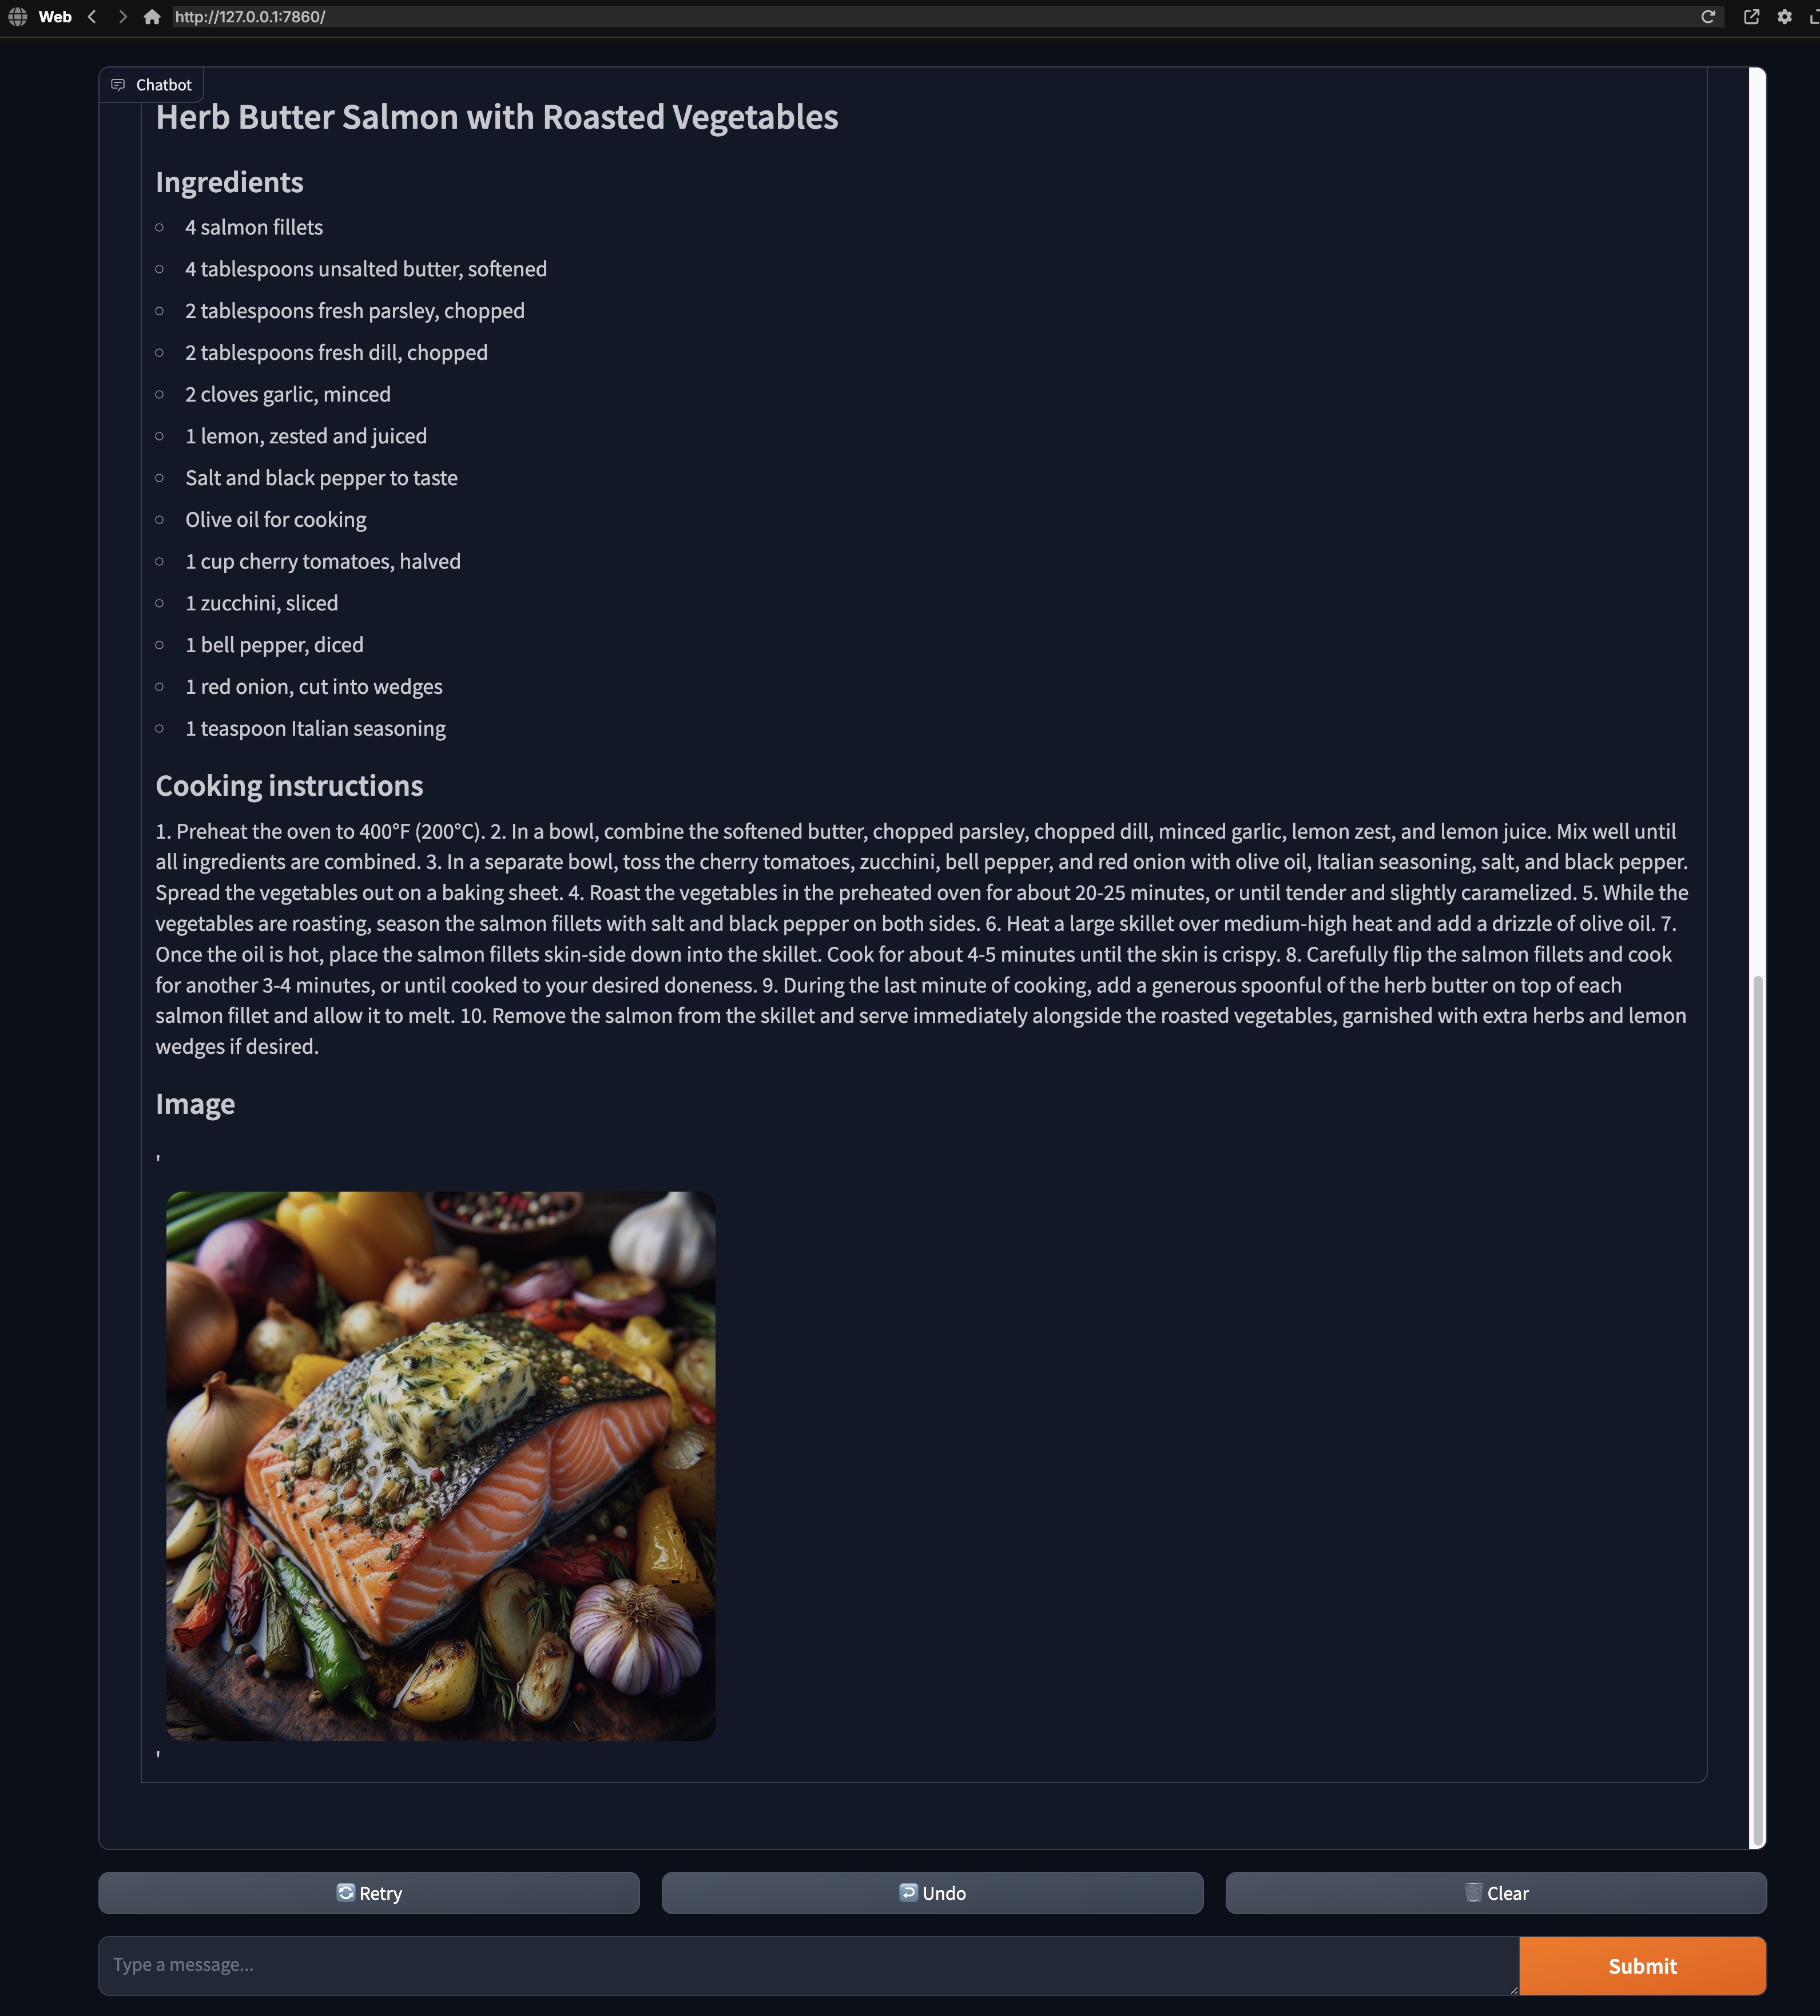 Web
http://127.0.0.1:7860/
Chatbot
Herb Butter Salmon with Roasted Vegetables
Ingredients
4 salmon fillets
4 tablespoons unsalted butter, softened
2 tablespoons fresh parsley, chopped
2 tablespoons fresh dill, chopped
2 cloves garlic, minced
1 lemon, zested and juiced
Salt and black pepper to taste
Olive oil for cooking
1 cup cherry tomatoes, halved
1 zucchini, sliced
1 bell pepper, diced
1 red onion, cut into wedges
1 teaspoon Italian seasoning
Cooking instructions
1. Preheat the oven to 400°F (200°C). 2. In a bowl, combine the softened butter, chopped parsley, chopped dill, minced garlic, lemon zest, and lemon juice. Mix well until
all ingredients are combined. 3. In a separate bowl, toss the cherry tomatoes, zucchini, bell pepper, and red onion with olive oil, Italian seasoning, salt, and black pepper.
Spread the vegetables out on a baking sheet. 4. Roast the vegetables in the preheated oven for about 20-25 minutes, or until tender and slightly caramelized. 5. While the
vegetables are roasting, season the salmon fillets with salt and black pepper on both sides. 6. Heat a large skillet over medium-high heat and add a drizzle of olive oil. 7.
Once the oil is hot, place the salmon fillets skin-side down into the skillet. Cook for about 4-5 minutes until the skin is crispy. 8. Carefully flip the salmon fillets and cook
for another 3-4 minutes, or until cooked to your desired doneness. 9. During the last minute of cooking, add a generous spoonful of the herb butter on top of each
salmon fillet and allow it to melt. 10. Remove the salmon from the skillet and serve immediately alongside the roasted vegetables, garnished with extra herbs and lemon
wedges if desired.
Image
'
'
Retry
Undo
Clear
Type a message...
Submit